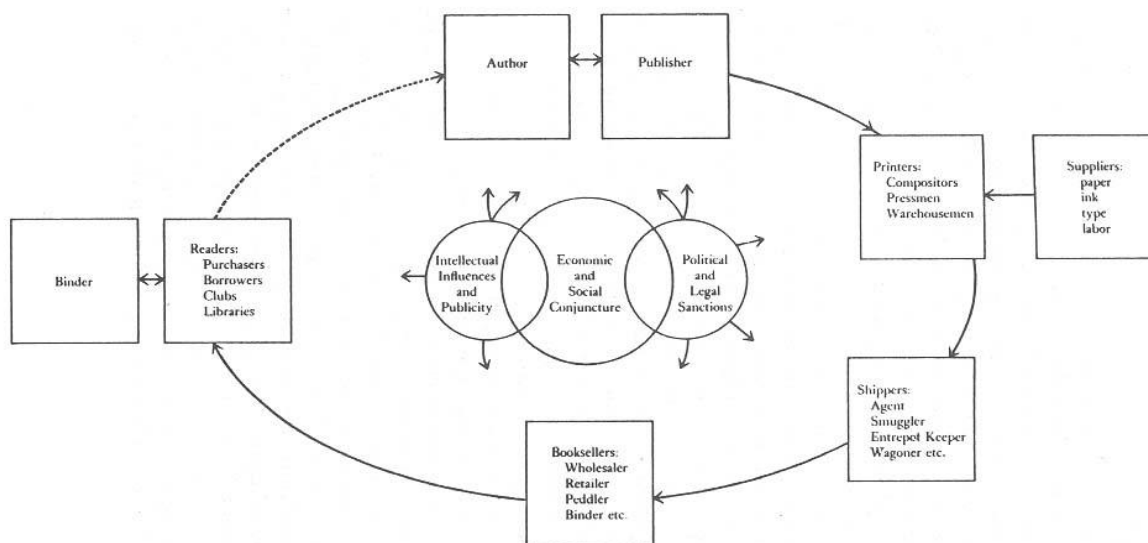 Author
Publisher
Printers:
Compositors
Pressmen
Warehousemen
Suppliers:
paper
ink
type
labor
Readers:
Purchasers
Borrowers
Clubs
Libraries
Binder
Intellectual
Influences
and
Publicity
Economic
and
Social
Conjuncture
Political
and
Legal
Sanctions
Shippers:
Agent
Smuggler
Entrepot Keeper
Wagoner etc.
Booksellers:
Wholesaler
Retailer
Peddler
Binder etc.